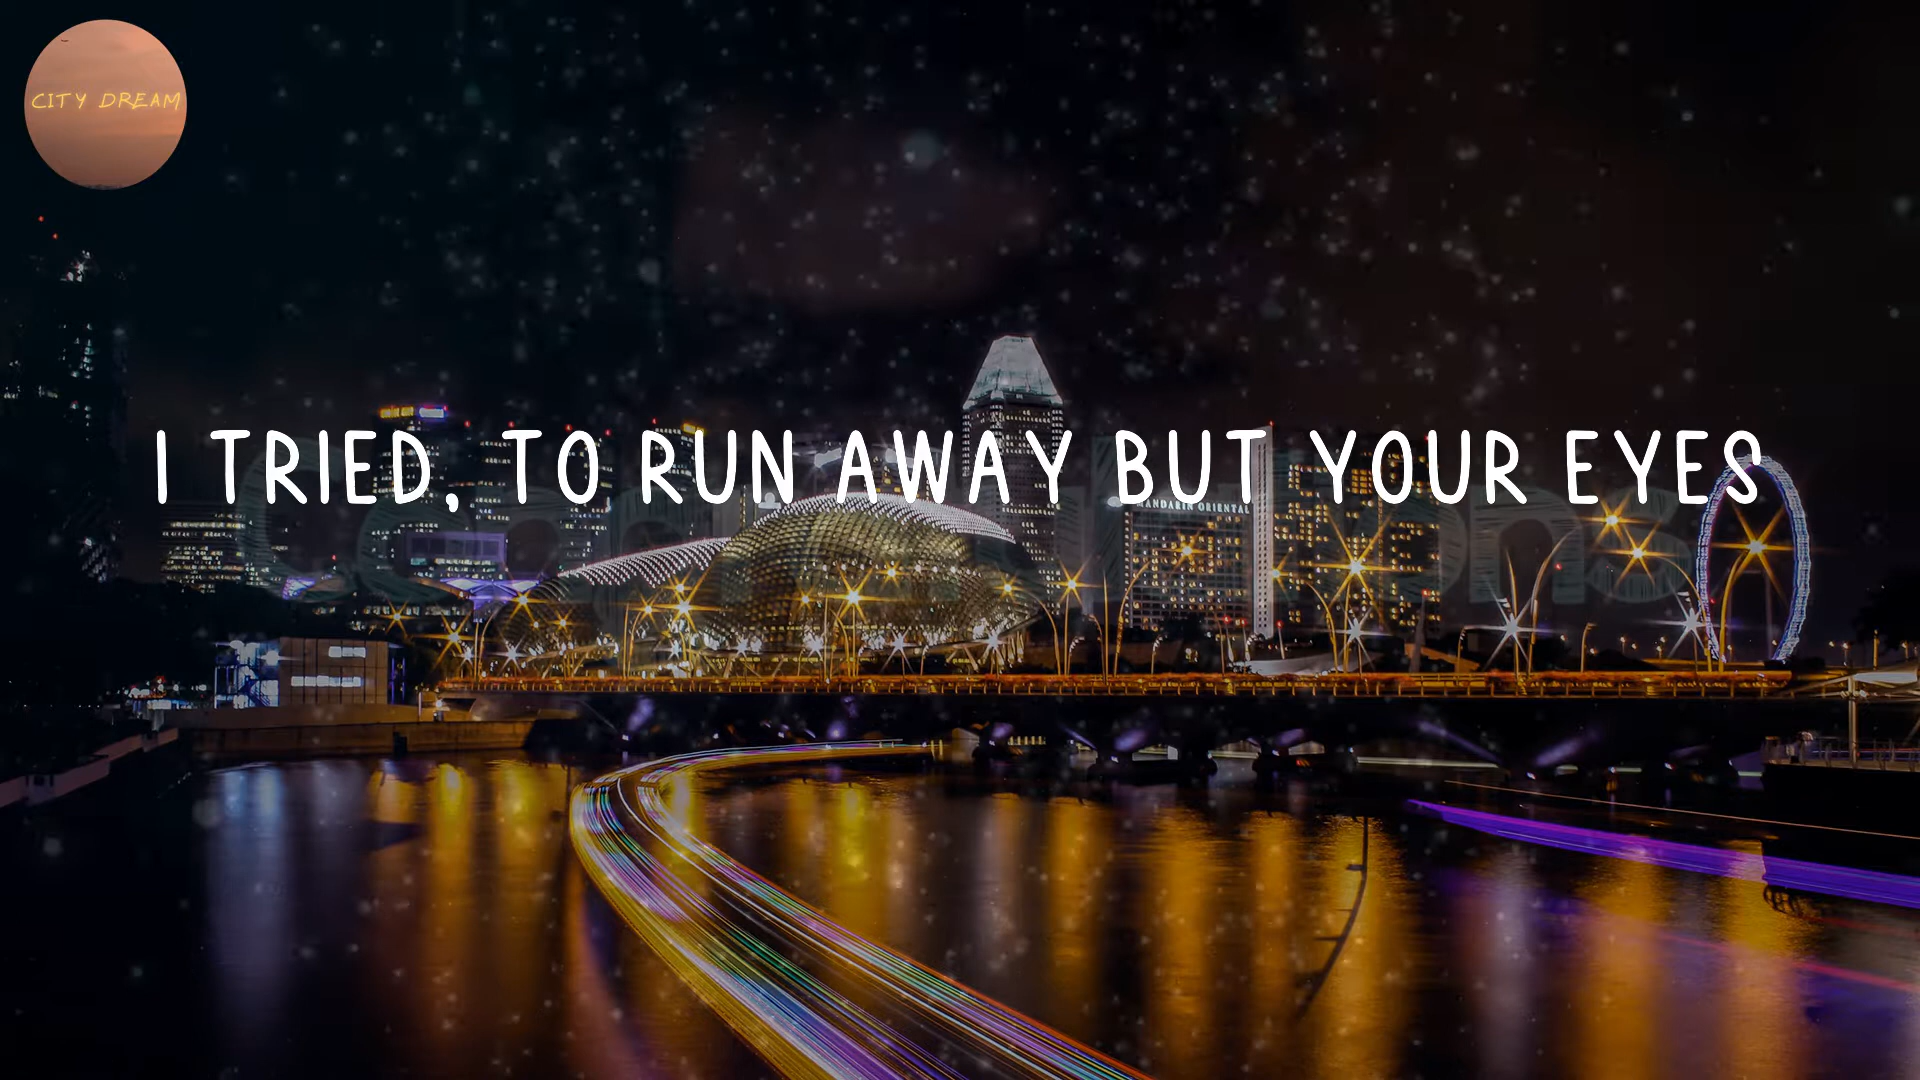 CITY DREAM
I TRIED, TO RUN AWAY BUT YOUR EYES
MANDARIN ORIENTAL